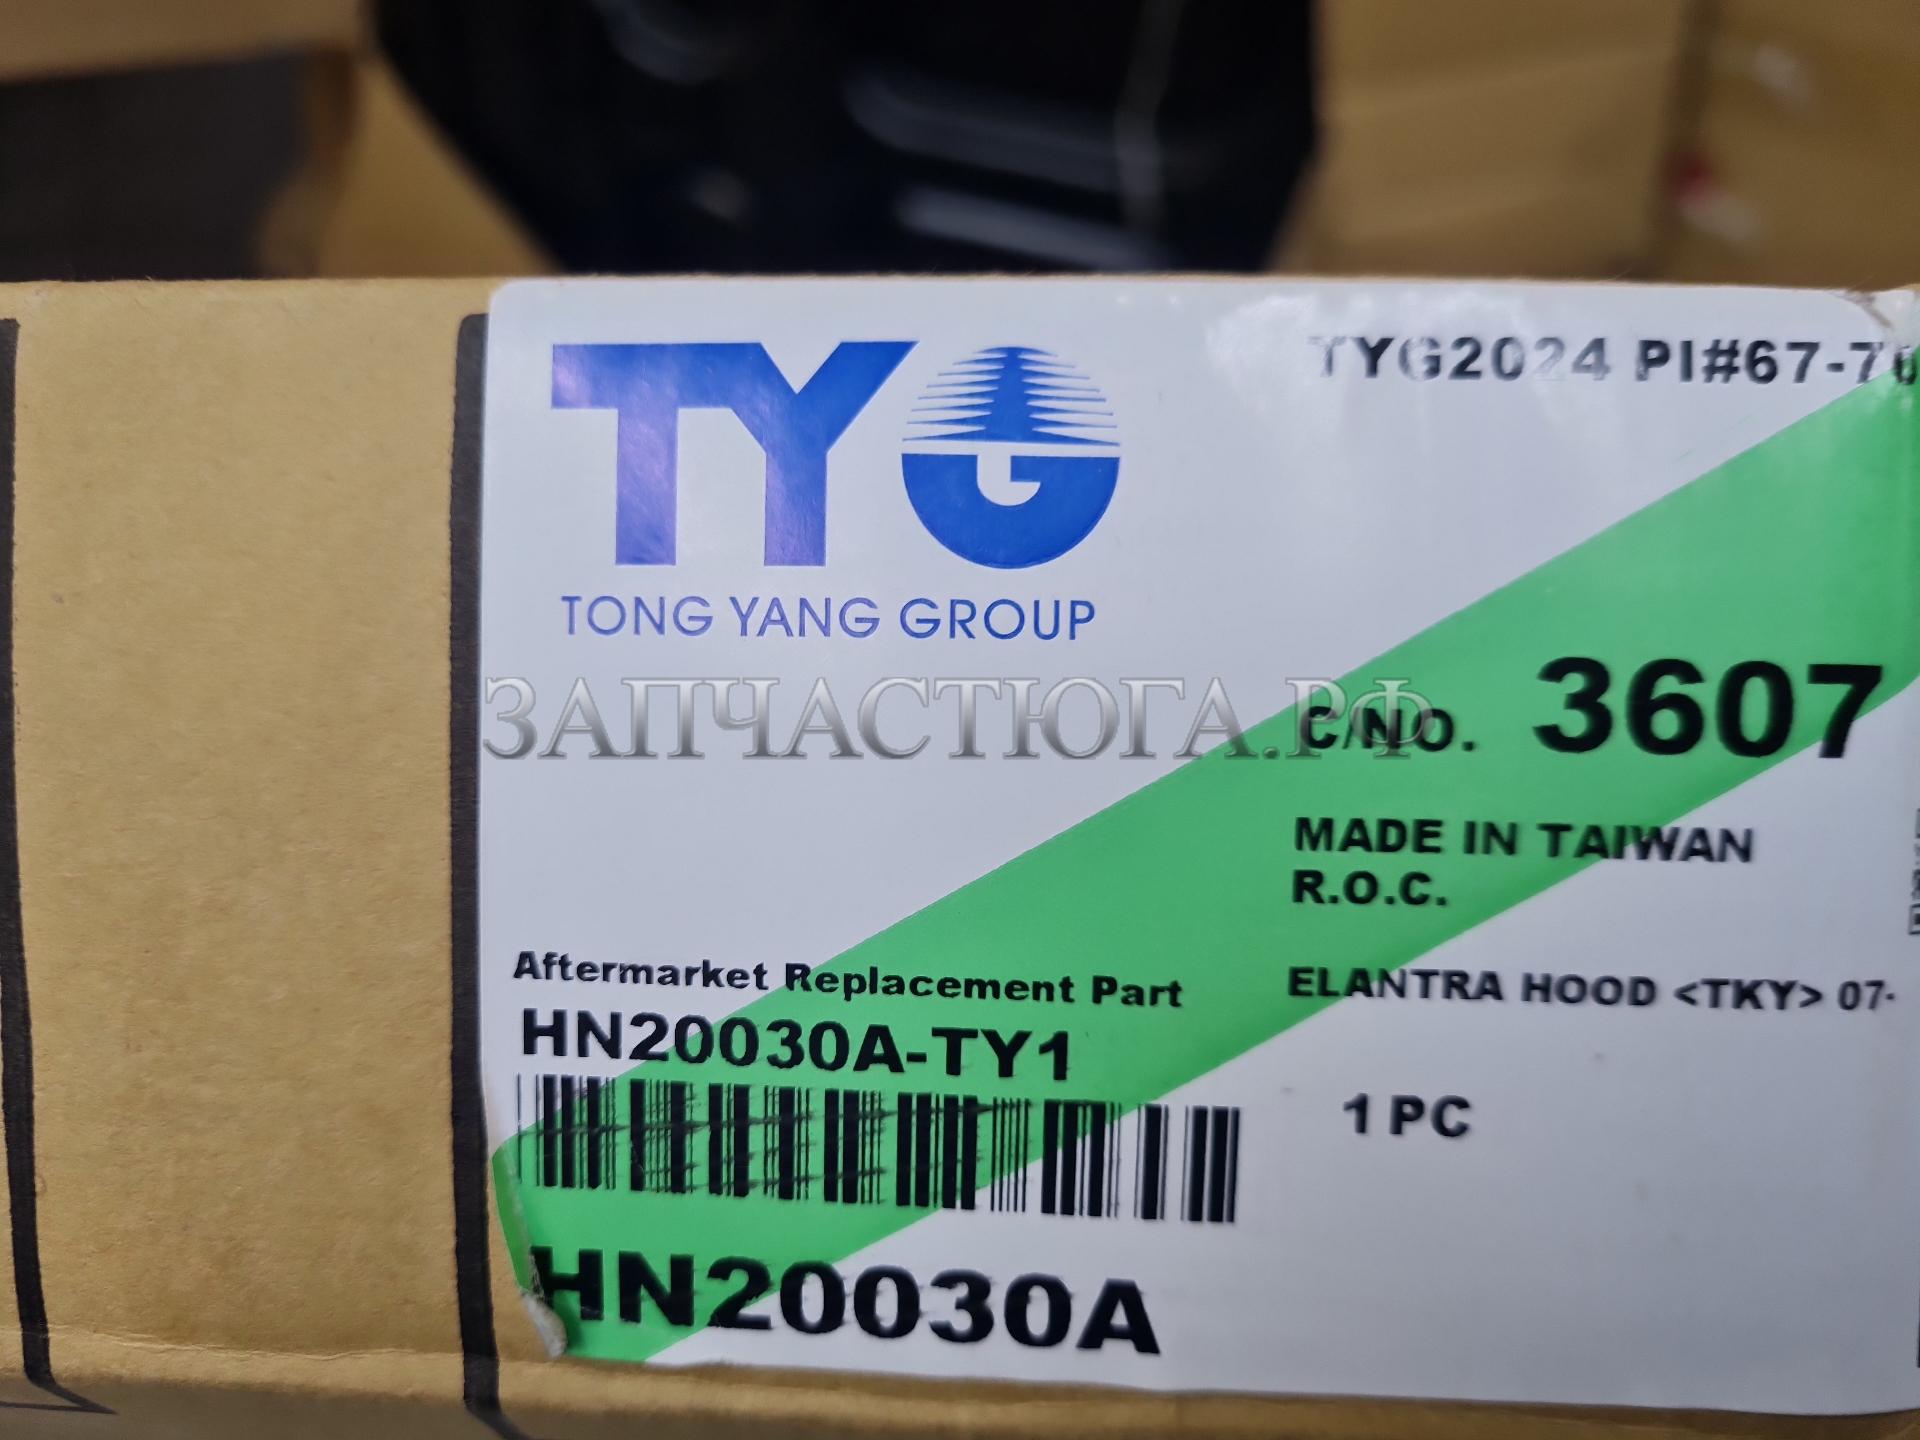 TYG
TYG2024 PI#67-70
TONG YANG GROUP
ЗАПЧАСТЮГА.РФ
C/NO. 3607
MADE IN TAIWAN
R.O.C.
Aftermarket Replacement Part
ELANTRA HOOD <TKY> 07-
HN20030A-TY1
1 PC
HN20030A